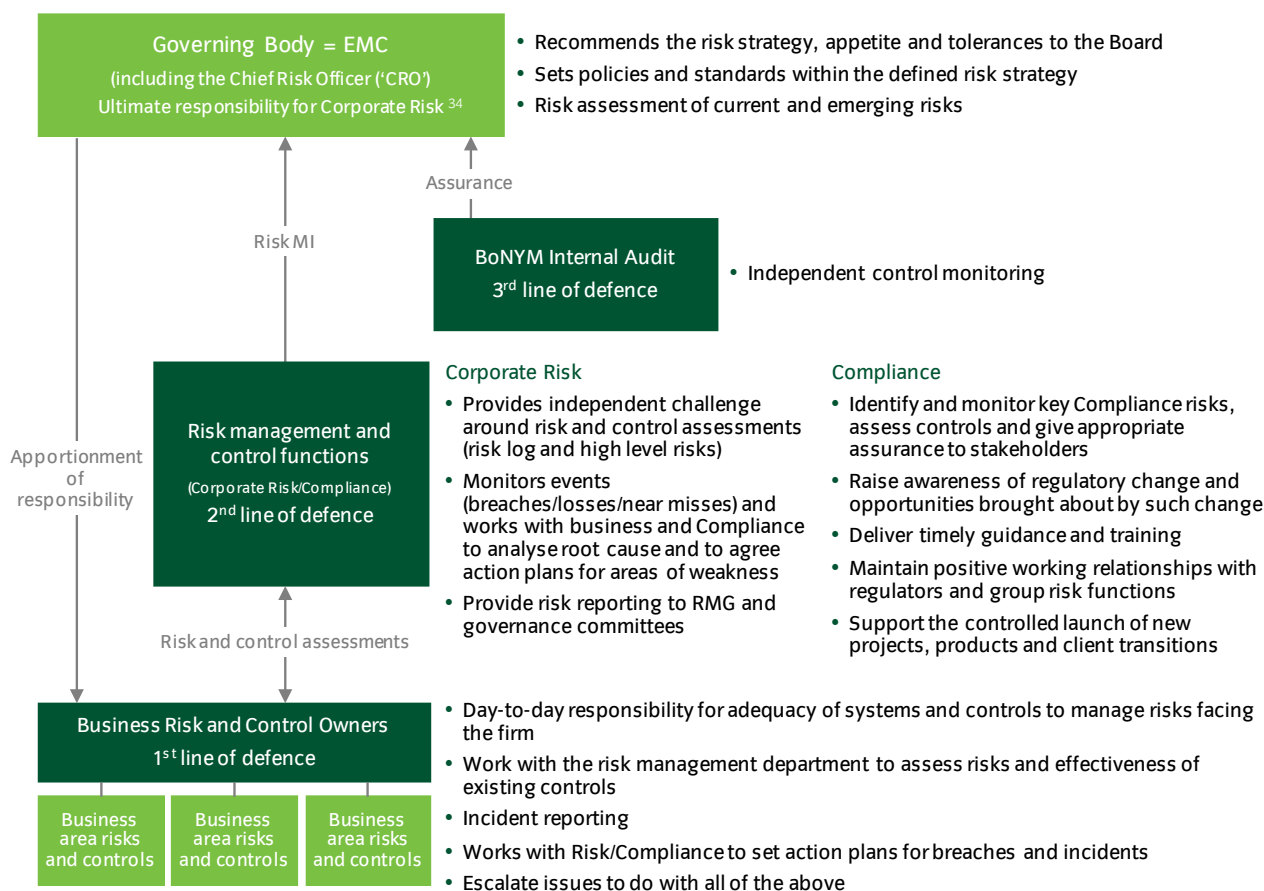 Governing Body = EMC
(including the Chief Risk Officer (‘CRO’)
Ultimate responsibility for Corporate Risk 34
• Recommends the risk strategy, appetite and tolerances to the Board
• Sets policies and standards within the defined risk strategy
• Risk assessment of current and emerging risks
Assurance
Risk MI
BoNYM Internal Audit
3rd line of defence
• Independent control monitoring
Apportionment
of
responsibility
Risk management and
control functions
(Corporate Risk/Compliance)
2nd line of defence
Corporate Risk
• Provides independent challenge
around risk and control assessments
(risk log and high level risks)
• Monitors events
(breaches/losses/near misses) and
works with business and Compliance
to analyse root cause and to agree
action plans for areas of weakness
• Provide risk reporting to RMG and
governance committees
Compliance
• Identify and monitor key Compliance risks,
assess controls and give appropriate
assurance to stakeholders
• Raise awareness of regulatory change and
opportunities brought about by such change
• Deliver timely guidance and training
• Maintain positive working relationships with
regulators and group risk functions
• Support the controlled launch of new
projects, products and client transitions
Risk and control assessments
Business Risk and Control Owners
1st line of defence
Business
area risks
and controls
Business
area risks
and controls
Business
area risks
and controls
• Day-to-day responsibility for adequacy of systems and controls to manage risks facing
the firm
• Work with the risk management department to assess risks and effectiveness of
existing controls
• Incident reporting
• Works with Risk/Compliance to set action plans for breaches and incidents
• Escalate issues to do with all of the above